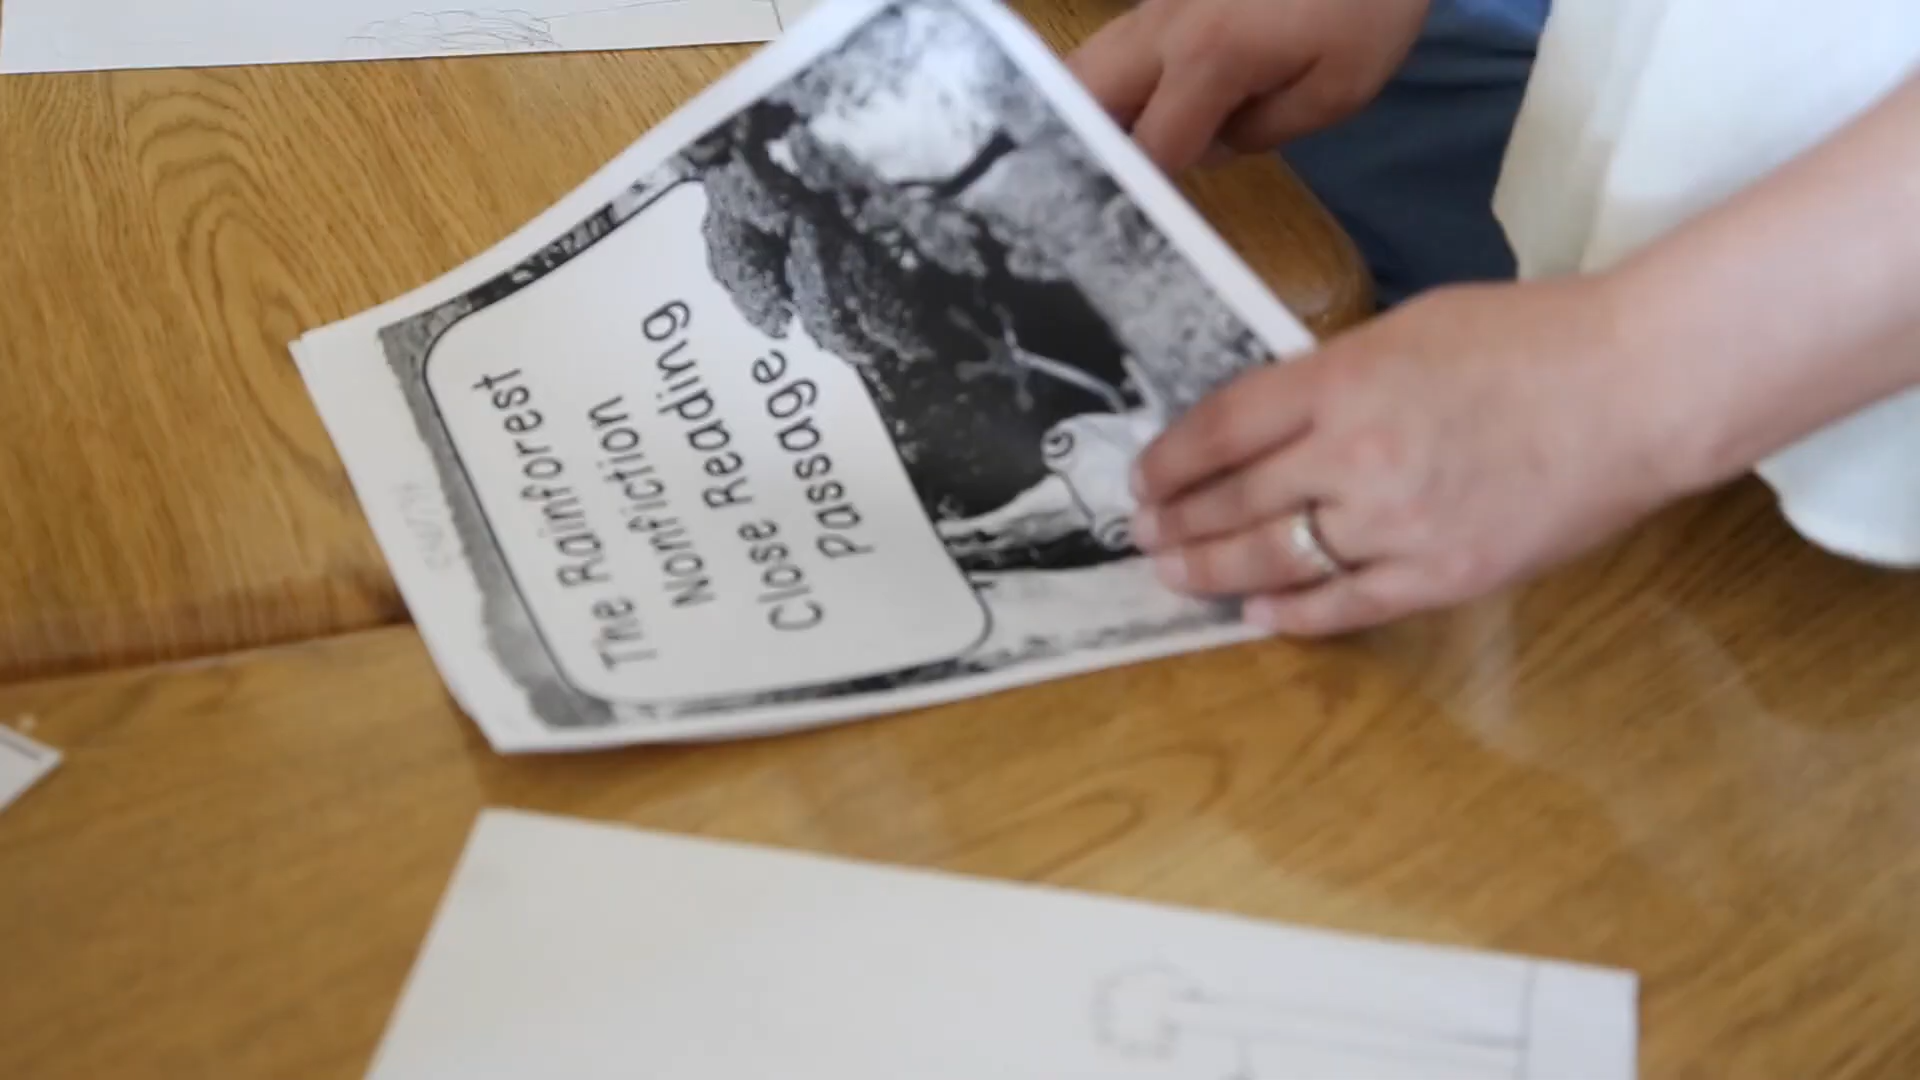 The Rainforest
Nonfiction
Close Reading
Passage